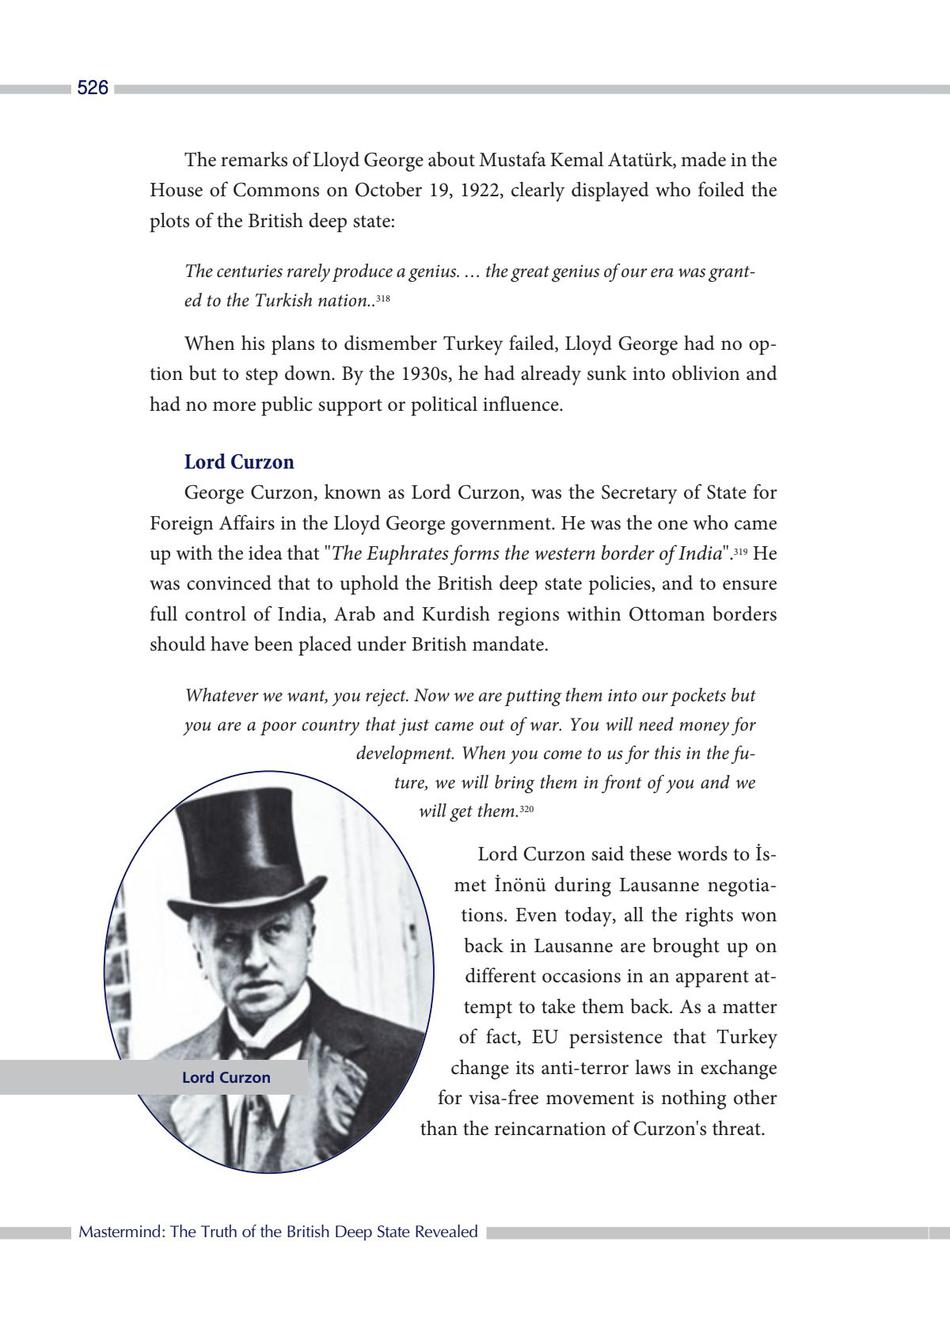 526
The remarks of Lloyd George about Mustafa Kemal Atatürk, made in the
House of Commons on October 19, 1922, clearly displayed who foiled the
plots of the British deep state:
The centuries rarely produce a genius. … the great genius of our era was grant-
ed to the Turkish nation..318
When his plans to dismember Turkey failed, Lloyd George had no op-
tion but to step down. By the 1930s, he had already sunk into oblivion and
had no more public support or political influence.
Lord Curzon
George Curzon, known as Lord Curzon, was the Secretary of State for
Foreign Affairs in the Lloyd George government. He was the one who came
up with the idea that "The Euphrates forms the western border of India".319 He
was convinced that to uphold the British deep state policies, and to ensure
full control of India, Arab and Kurdish regions within Ottoman borders
should have been placed under British mandate.
Whatever we want, you reject. Now we are putting them into our pockets but
you are a poor country that just came out of war. You will need money for
development. When you come to us for this in the fu-
ture, we will bring them in front of you and we
will get them.320
Lord Curzon said these words to İs-
met İnönü during Lausanne negotia-
tions. Even today, all the rights won
back in Lausanne are brought up on
different occasions in an apparent at-
tempt to take them back. As a matter
of fact, EU persistence that Turkey
change its anti-terror laws in exchange
for visa-free movement is nothing other
than the reincarnation of Curzon's threat.
Lord Curzon
Mastermind: The Truth of the British Deep State Revealed